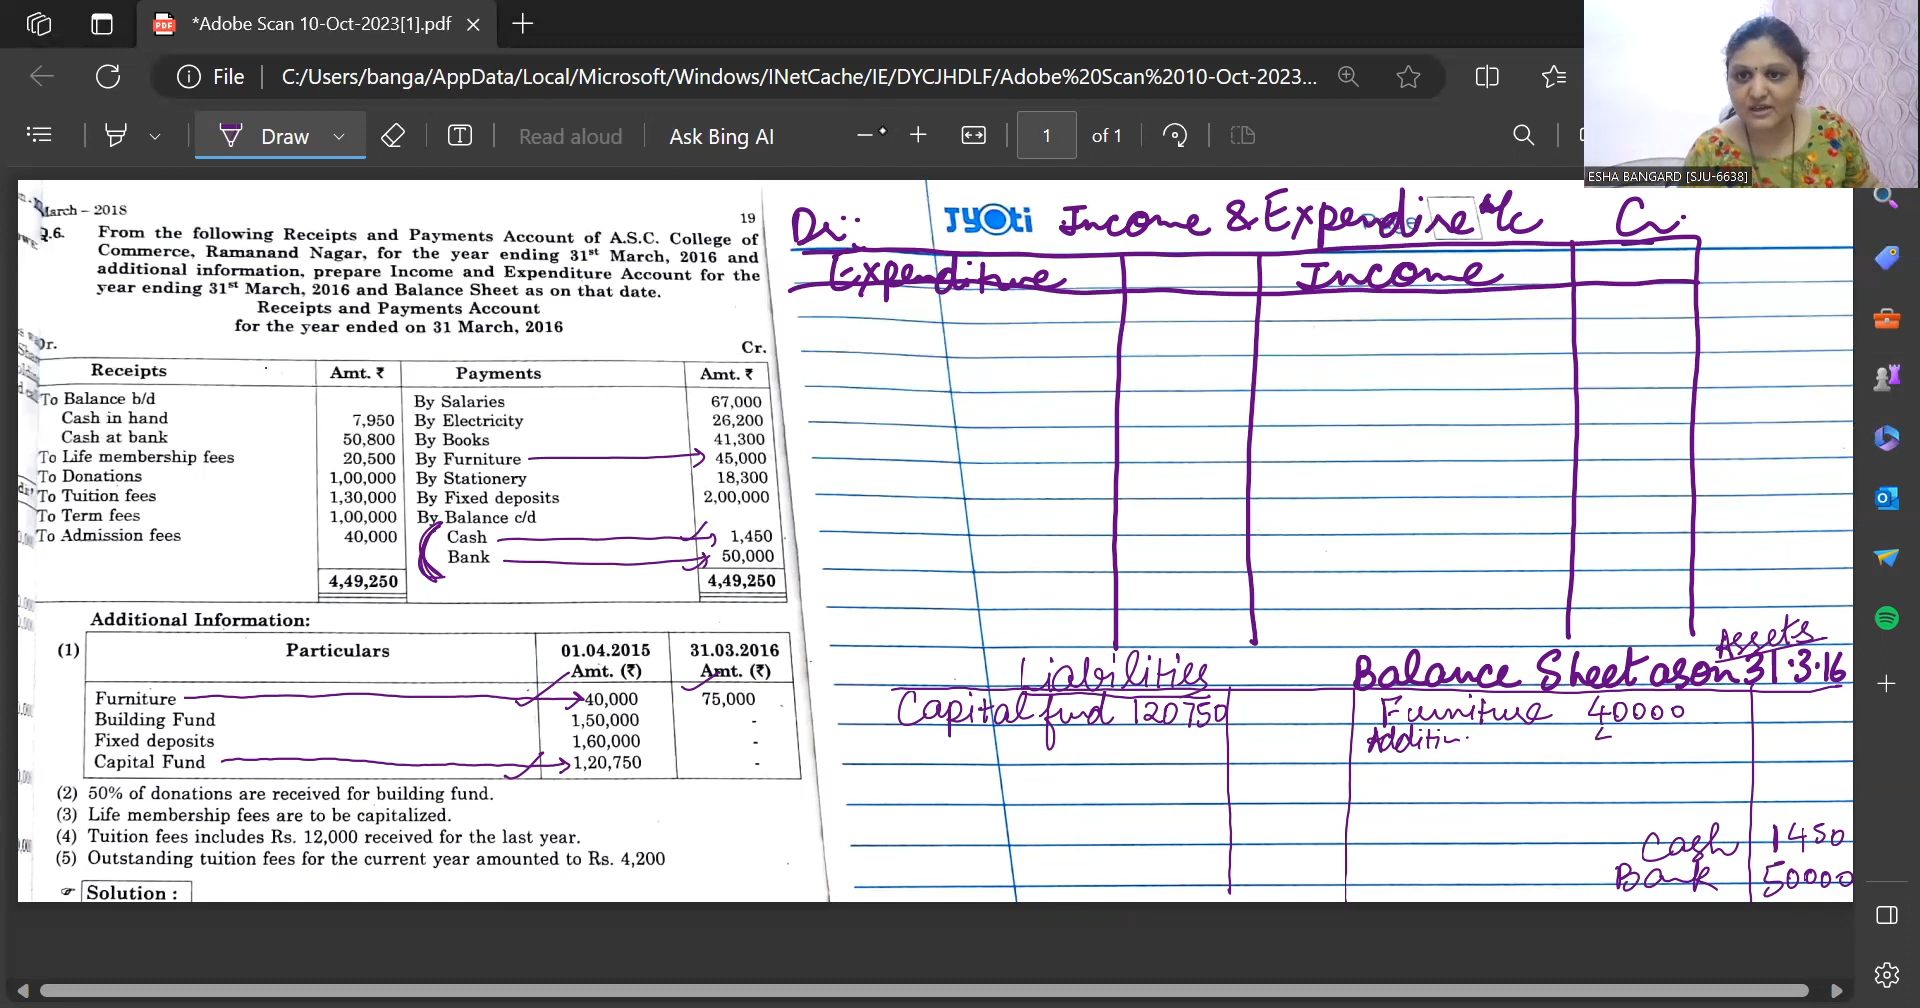 *Adobe Scan 10-Oct-2023[1].pdf
File
C:/Users/banga/AppData/Local/Microsoft/Windows/INetCache/IE/DYCJHDLF/Adobe%20Scan%2010-Oct-2023...
Draw
Read aloud
Ask Bing AI
1 of 1
ESHA BANGARD [SJU-6638]
March – 2018
19
Q.6. From the following Receipts and Payments Account of A.S.C. College of
Commerce, Ramanand Nagar, for the year ending 31st March, 2016 and
additional information, prepare Income and Expenditure Account for the
year ending 31st March, 2016 and Balance Sheet as on that date.
Receipts and Payments Account
for the year ended on 31 March, 2016
Dr. Cr.
Receipts Amt. ₹ Payments Amt. ₹
To Balance b/d By Salaries 67,000
Cash in hand 7,950 By Electricity 26,200
Cash at bank 50,800 By Books 41,300
To Life membership fees 20,500 By Furniture 45,000
To Donations 1,00,000 By Stationery 18,300
To Tuition fees 1,30,000 By Fixed deposits 2,00,000
To Term fees 1,00,000 By Balance c/d
To Admission fees 40,000 Cash 1,450
Bank 50,000
4,49,250 4,49,250
Additional Information:
(1) Particulars 01.04.2015 Amt. (₹) 31.03.2016 Amt. (₹)
Furniture 40,000 75,000
Building Fund 1,50,000 -
Fixed deposits 1,60,000 -
Capital Fund 1,20,750 -
(2) 50% of donations are received for building fund.
(3) Life membership fees are to be capitalized.
(4) Tuition fees includes Rs. 12,000 received for the last year.
(5) Outstanding tuition fees for the current year amounted to Rs. 4,200
Solution :
Dr. JYOTI Income & Expendire A/c Cr.
Expenditure Income
Assets
Liabilities Balance Sheet as on 31.3.16
Capital fund 120750 Furniture 40000
Additin.
Cash 1450
Bank 50000